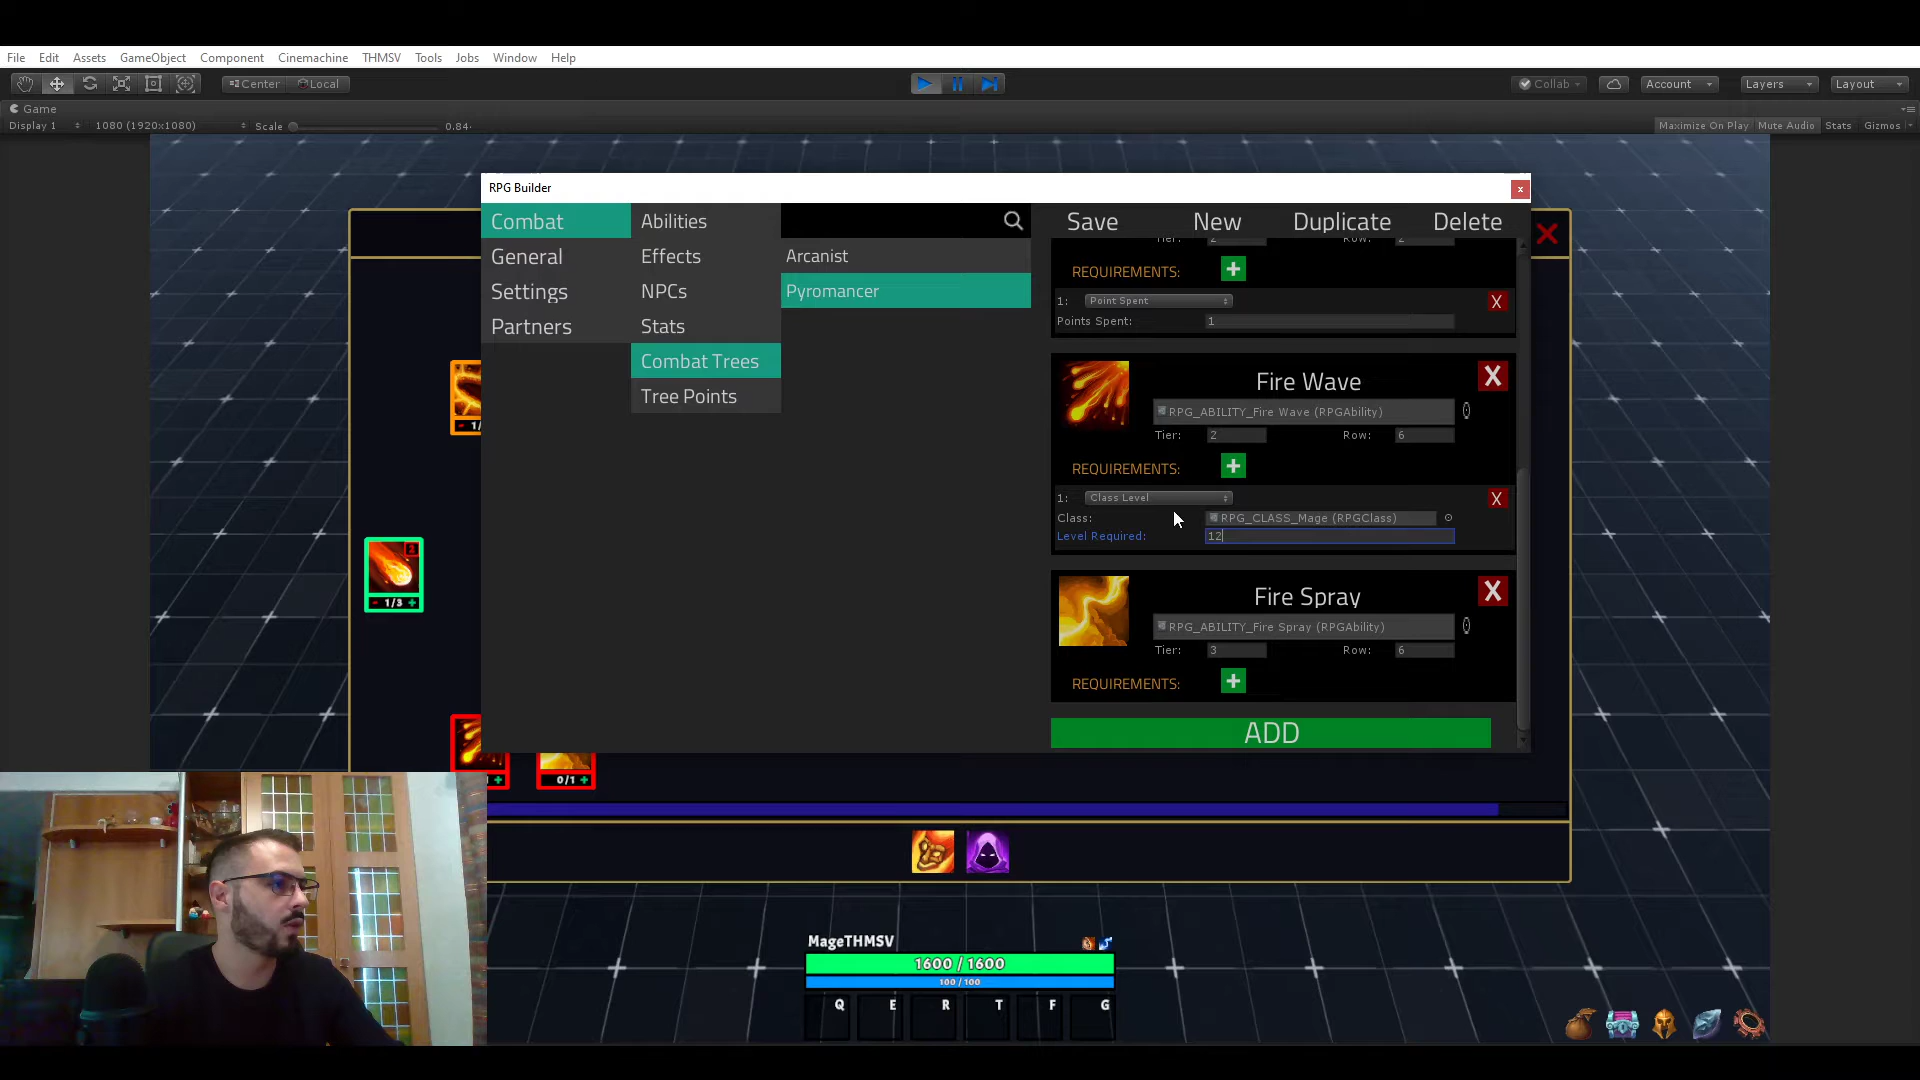 File Edit Assets GameObject Component Cinemachine THMSV Tools Jobs Window Help
Center Local
Collab Account Layers Layout
Game
Display 1 1080 (1920x1080) Scale 0.84
Maximize On Play Mute Audio Stats Gizmos
RPG Builder
x
Combat
General
Settings
Partners
Abilities
Effects
NPCs
Stats
Combat Trees
Tree Points
Arcanist
Pyromancer
Save New Duplicate Delete
Tier: 2 Row: 2
REQUIREMENTS: +
1: Point Spent X
Points Spent: 1
Fire Wave X
RPG_ABILITY_Fire Wave (RPGAbility)
Tier: 2 Row: 6
REQUIREMENTS: +
1: Class Level X
Class: RPG_CLASS_Mage (RPGClass)
Level Required: 12
Fire Spray X
RPG_ABILITY_Fire Spray (RPGAbility)
Tier: 3 Row: 6
REQUIREMENTS: +
ADD
2
- 1/3 +
0/1 +
MageTHMSV
1600 / 1600
100 / 100
Q E R T F G